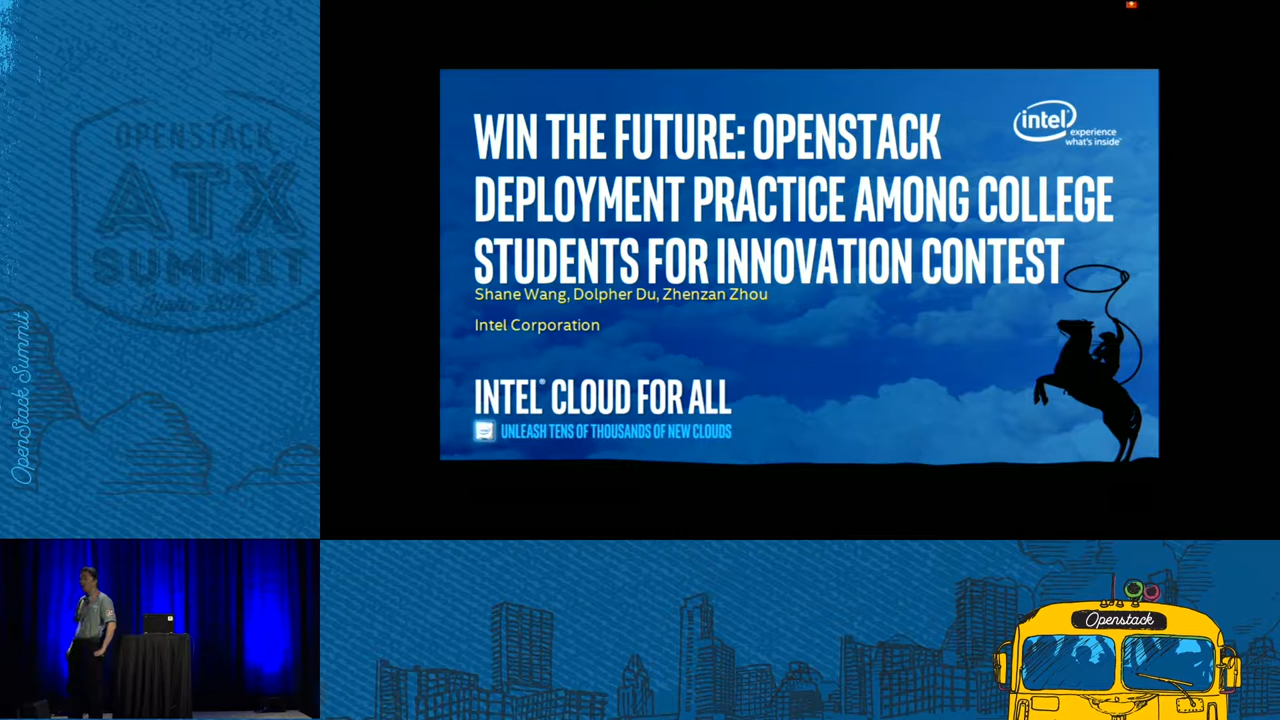 OPENSTACK
ATX
SUMMIT
OpenStack Summit
WIN THE FUTURE: OPENSTACK
DEPLOYMENT PRACTICE AMONG COLLEGE
STUDENTS FOR INNOVATION CONTEST
intel
experience
what's inside™
Shane Wang, Dolpher Du, Zhenzan Zhou
Intel Corporation
INTEL® CLOUD FOR ALL
UNLEASH TENS OF THOUSANDS OF NEW CLOUDS
Openstack